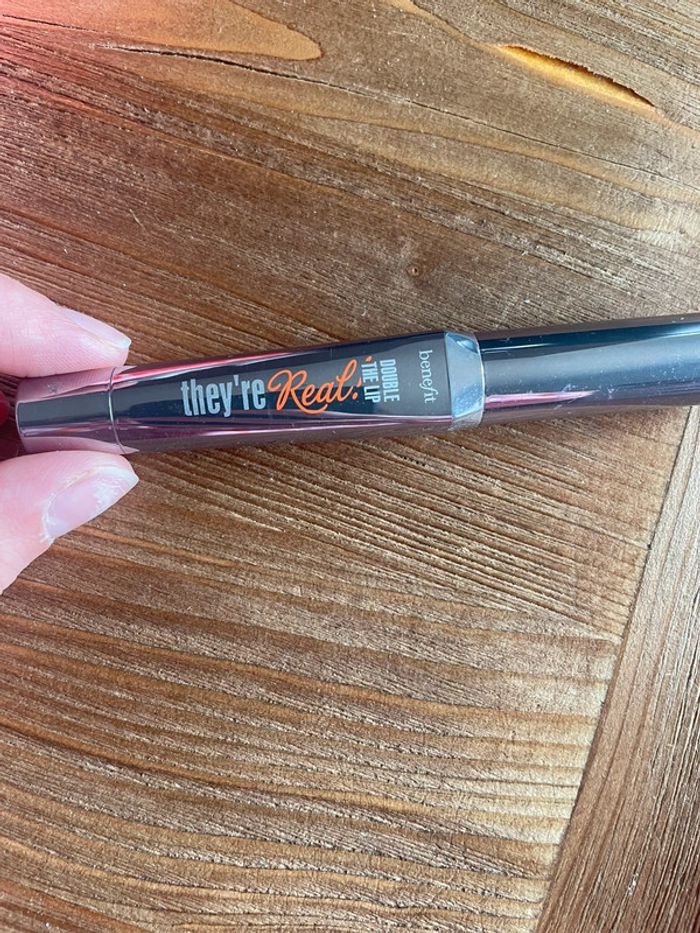 they're Real!
DOUBLE
THE LIP
benefit